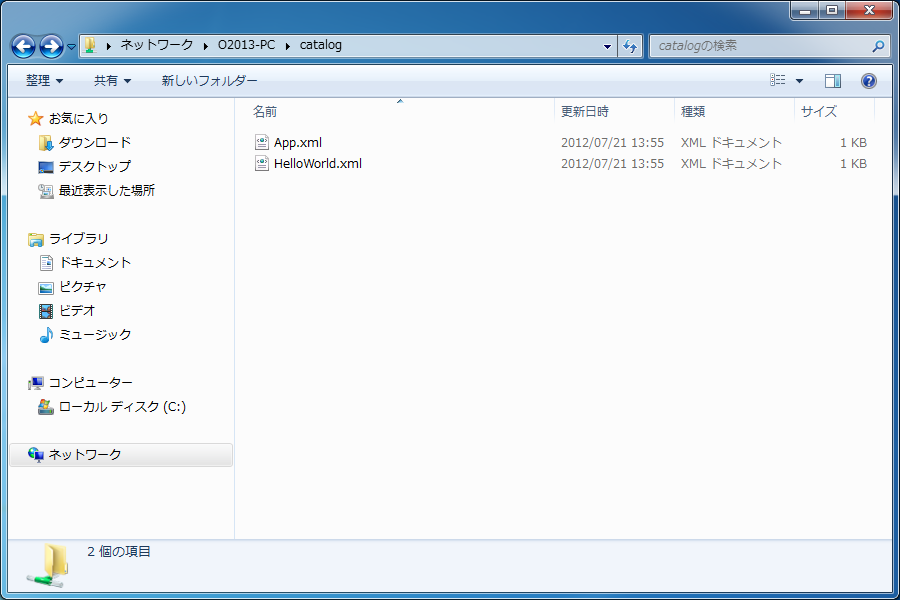 ネットワーク O2013-PC catalog catalogの検索
整理 共有 新しいフォルダー
お気に入り
ダウンロード
デスクトップ
最近表示した場所
ライブラリ
ドキュメント
ピクチャ
ビデオ
ミュージック
コンピューター
ローカル ディスク (C:)
ネットワーク
名前 更新日時 種類 サイズ
App.xml 2012/07/21 13:55 XML ドキュメント 1 KB
HelloWorld.xml 2012/07/21 13:55 XML ドキュメント 1 KB
2 個の項目